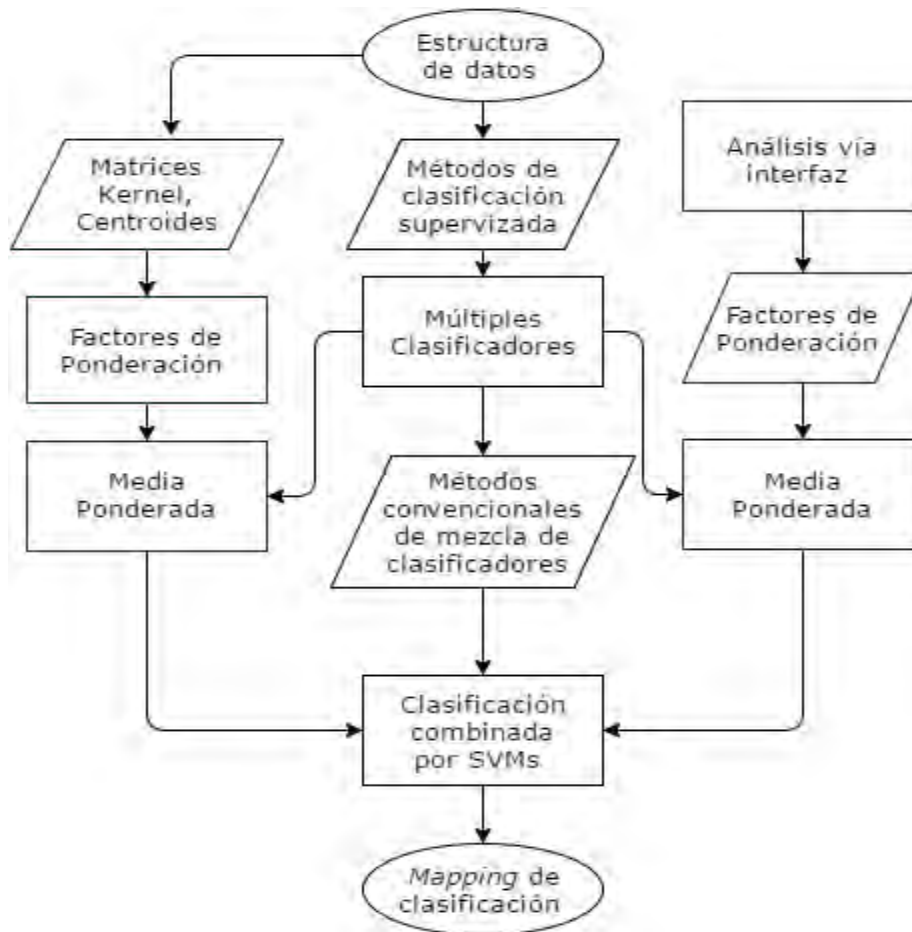 Estructura
de datos
Matrices
Kernel,
Centroides
Métodos de
clasificación
supervizada
Análisis vía
interfaz
Factores de
Ponderación
Múltiples
Clasificadores
Factores de
Ponderación
Media
Ponderada
Métodos
convencionales
de mezcla de
clasificadores
Media
Ponderada
Clasificación
combinada
por SVMs
Mapping de
clasificación